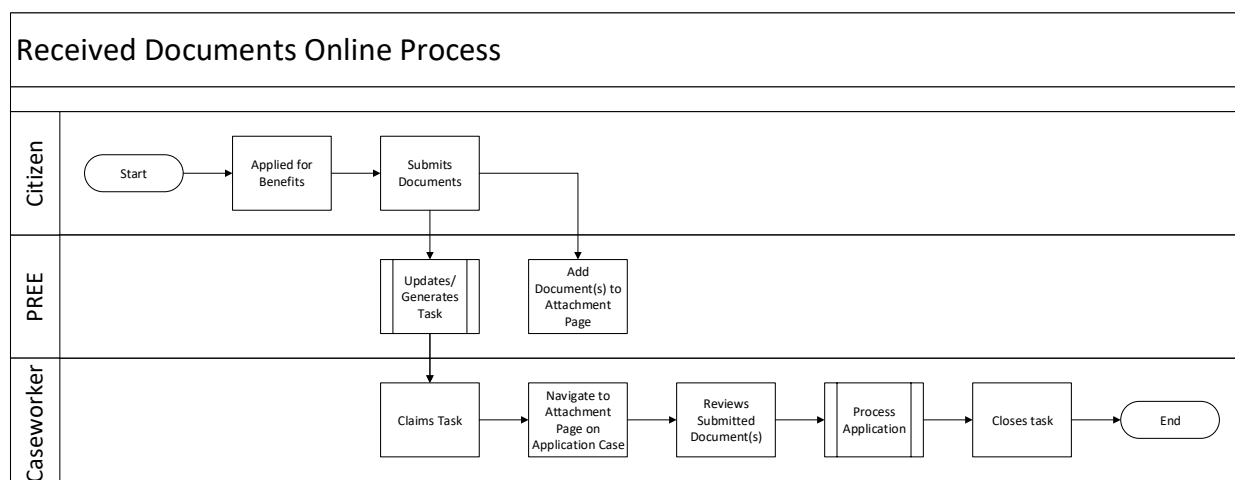 Received Documents Online Process
Citizen
Start
Applied for
Benefits
Submits
Documents
PREE
Updates/
Generates
Task
Add
Document(s) to
Attachment
Page
Caseworker
Claims Task
Navigate to
Attachment
Page on
Application Case
Reviews
Submitted
Document(s)
Process
Application
Closes task
End